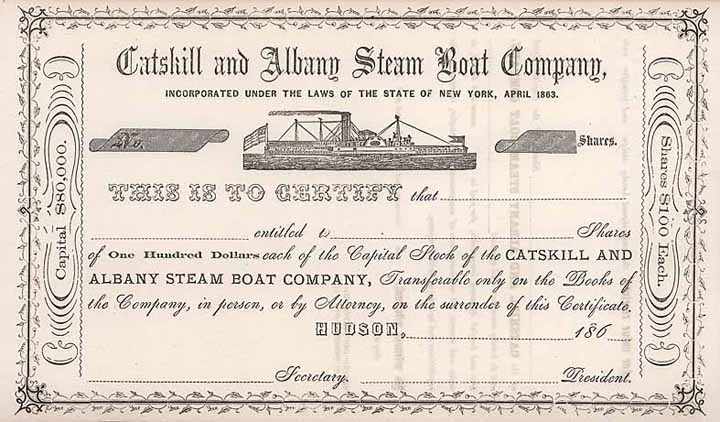 Catskill and Albany Steam Boat Company,
INCORPORATED UNDER THE LAWS OF THE STATE OF NEW YORK, APRIL 1863.
No.
Shares.
Capital $80,000.
Shares $100 Each.
THIS IS TO CERTIFY that
entitled to Shares
of One Hundred Dollars each of the Capital Stock of the CATSKILL AND
ALBANY STEAM BOAT COMPANY, Transferable only on the Books of
the Company, in person, or by Attorney, on the surrender of this Certificate.
HUDSON, 186
Secretary. President.